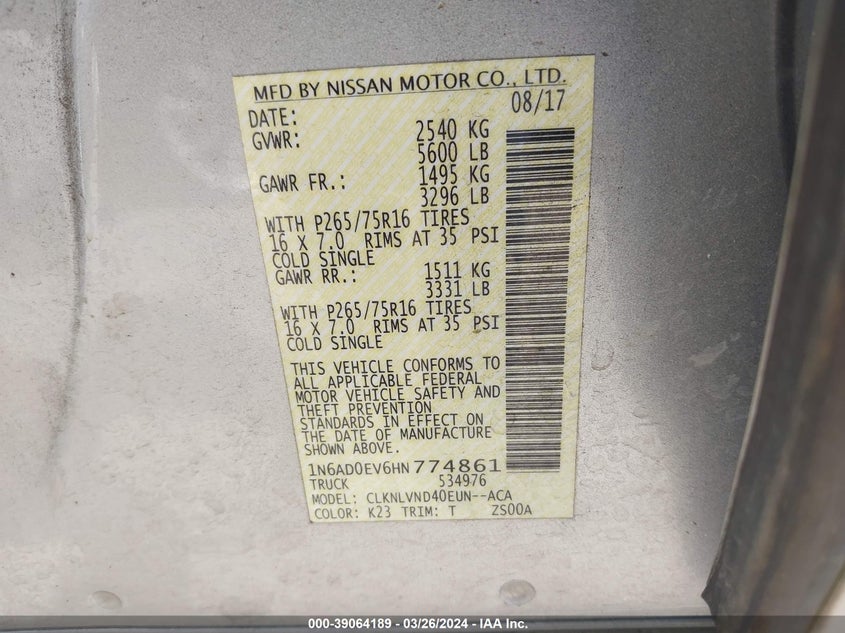 MFD BY NISSAN MOTOR CO., LTD.
DATE: 08/17
GVWR: 2540 KG
5600 LB
GAWR FR.: 1495 KG
3296 LB
WITH P265/75R16 TIRES
16 X 7.0 RIMS AT 35 PSI
COLD SINGLE
GAWR RR.: 1511 KG
3331 LB
WITH P265/75R16 TIRES
16 X 7.0 RIMS AT 35 PSI
COLD SINGLE
THIS VEHICLE CONFORMS TO
ALL APPLICABLE FEDERAL
MOTOR VEHICLE SAFETY AND
THEFT PREVENTION
STANDARDS IN EFFECT ON
THE DATE OF MANUFACTURE
SHOWN ABOVE.
1N6AD0EV6HN774861
TRUCK 534976
MODEL: CLKNLVND40EUN--ACA
COLOR: K23 TRIM: T ZS00A
000-39064189 - 03/26/2024 - IAA Inc.